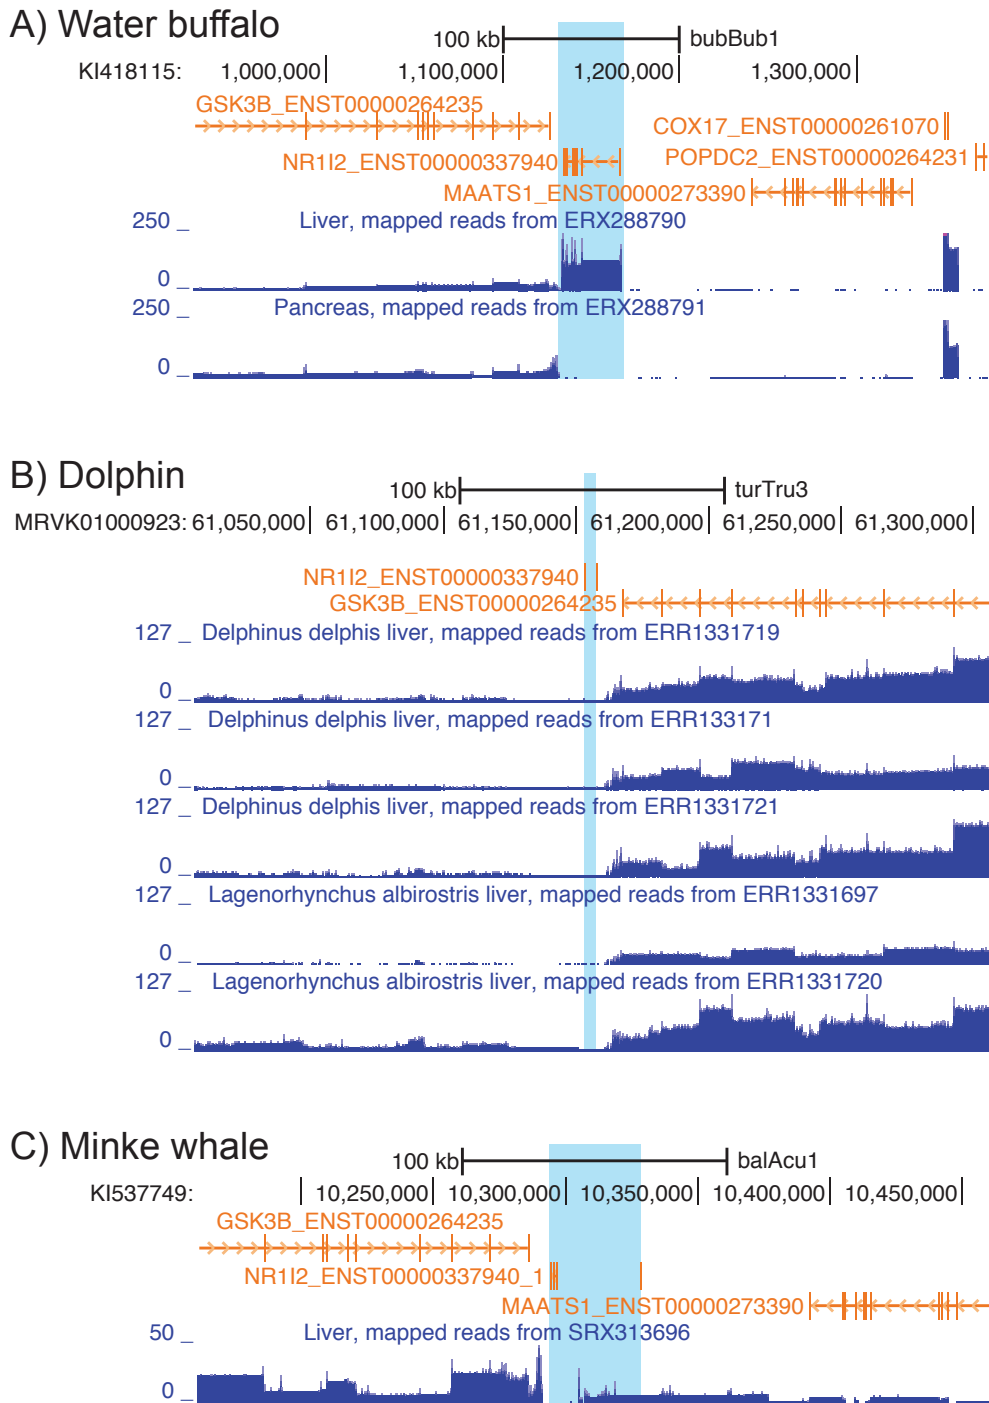 A) Water buffalo
100 kb bubBub1
KI418115: 1,000,000 1,100,000 1,200,000 1,300,000
GSK3B_ENST00000264235
COX17_ENST00000261070
NR1I2_ENST00000337940 POPDC2_ENST00000264231
MAATS1_ENST00000273390
250 _ Liver, mapped reads from ERX288790
0 _
250 _ Pancreas, mapped reads from ERX288791
0 _
B) Dolphin
100 kb turTru3
MRVK01000923: 61,050,000 61,100,000 61,150,000 61,200,000 61,250,000 61,300,000
NR1I2_ENST00000337940
GSK3B_ENST00000264235
127 _ Delphinus delphis liver, mapped reads from ERR1331719
0 _
127 _ Delphinus delphis liver, mapped reads from ERR133171
0 _
127 _ Delphinus delphis liver, mapped reads from ERR1331721
0 _
127 _ Lagenorhynchus albirostris liver, mapped reads from ERR1331697
0 _
127 _ Lagenorhynchus albirostris liver, mapped reads from ERR1331720
0 _
C) Minke whale
100 kb balAcu1
KI537749: 10,250,000 10,300,000 10,350,000 10,400,000 10,450,000
GSK3B_ENST00000264235
NR1I2_ENST00000337940_1
MAATS1_ENST00000273390
50 _ Liver, mapped reads from SRX313696
0 _